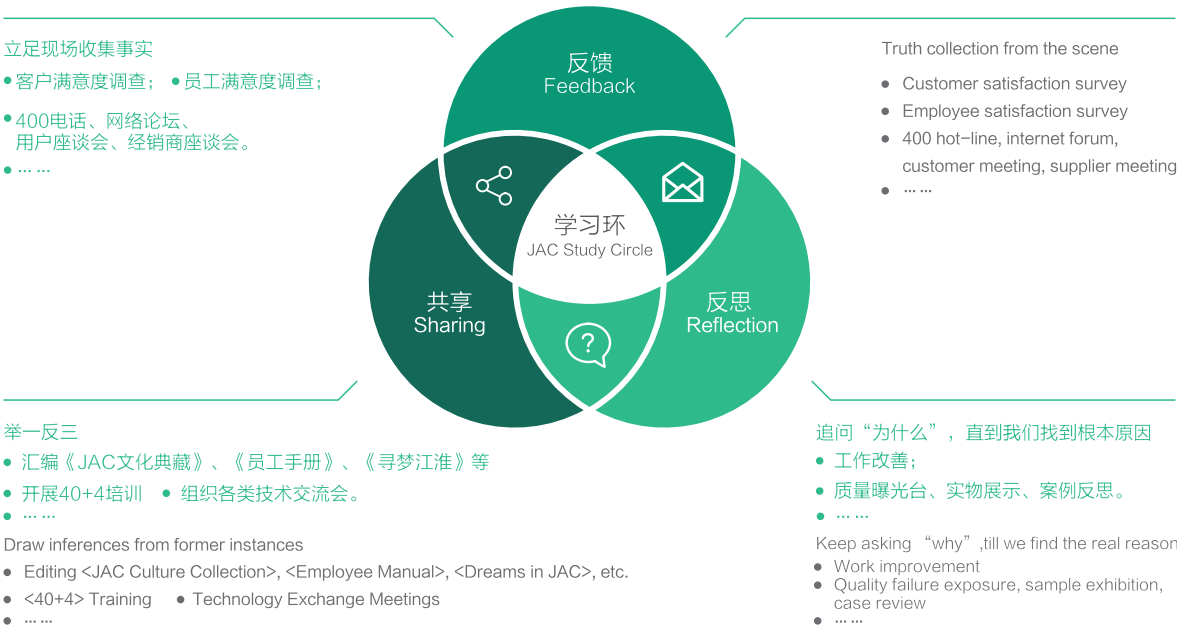 立足现场收集事实
•客户满意度调查； •员工满意度调查；
•400电话、网络论坛、
用户座谈会、经销商座谈会。
•……
反馈
Feedback
Truth collection from the scene
• Customer satisfaction survey
• Employee satisfaction survey
• 400 hot-line, internet forum,
customer meeting, supplier meeting
• ……
学习环
JAC Study Circle
共享
Sharing
反思
Reflection
?
举一反三
• 汇编《JAC文化典藏》、《员工手册》、《寻梦江淮》等
• 开展40+4培训 • 组织各类技术交流会。
• ……
Draw inferences from former instances
• Editing <JAC Culture Collection>, <Employee Manual>, <Dreams in JAC>, etc.
• <40+4> Training • Technology Exchange Meetings
• ……
追问“为什么”，直到我们找到根本原因
• 工作改善；
• 质量曝光台、实物展示、案例反思。
• ……
Keep asking “why”,till we find the real reason
• Work improvement
• Quality failure exposure, sample exhibition,
case review
• ……